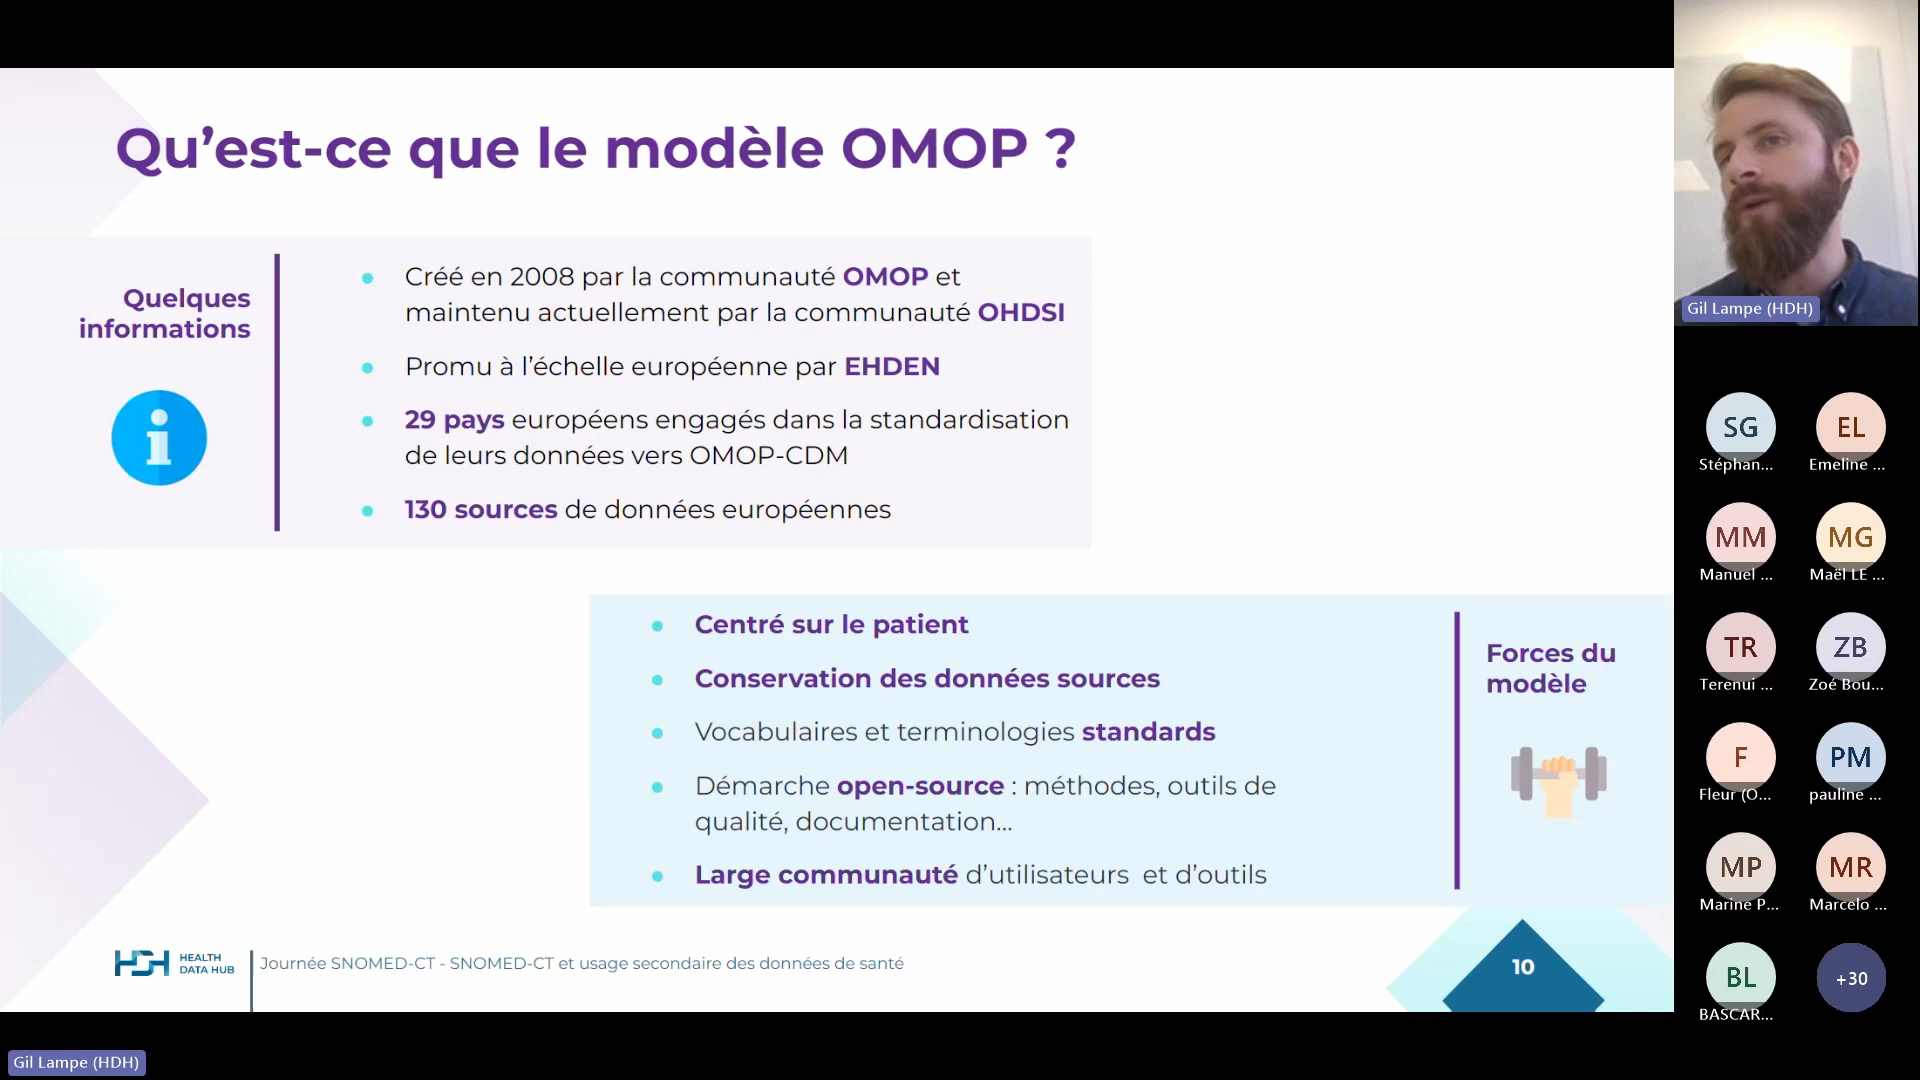 Qu’est-ce que le modèle OMOP ?
Quelques
informations
Créé en 2008 par la communauté OMOP et
maintenu actuellement par la communauté OHDSI
Promu à l’échelle européenne par EHDEN
29 pays européens engagés dans la standardisation
de leurs données vers OMOP-CDM
130 sources de données européennes
Centré sur le patient
Conservation des données sources
Vocabulaires et terminologies standards
Démarche open-source : méthodes, outils de
qualité, documentation...
Large communauté d’utilisateurs et d’outils
Forces du
modèle
HDH
HEALTH
DATA HUB
Journée SNOMED-CT - SNOMED-CT et usage secondaire des données de santé
10
Gil Lampe (HDH)
Gil Lampe (HDH)
SG
Stéphan...
EL
Emeline ...
MM
Manuel ...
MG
Maël LE ...
TR
Terenui ...
ZB
Zoé Bou...
F
Fleur (O...
PM
pauline ...
MP
Marine P...
MR
Marcelo ...
BL
BASCAR...
+30